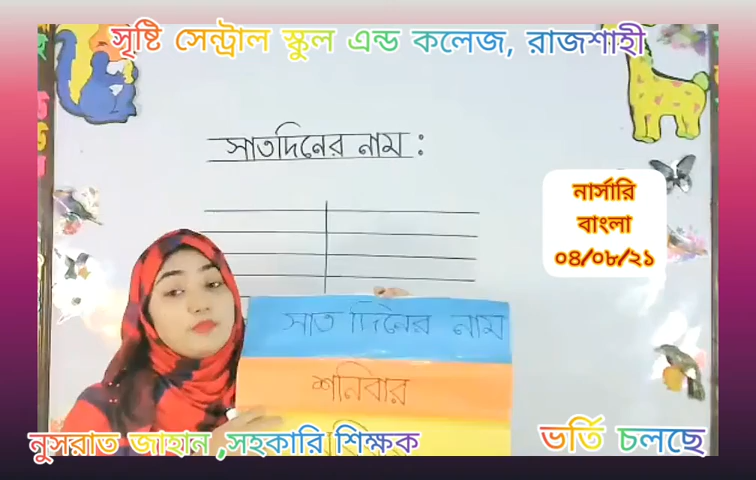 সৃষ্টি সেন্ট্রাল স্কুল এন্ড কলেজ, রাজশাহী
সাতদিনের নাম :
নার্সারি
বাংলা
০৪/০৮/২১
সাত দিনের নাম
শনিবার
নুসরাত জাহান ,সহকারি শিক্ষক
ভর্তি চলছে